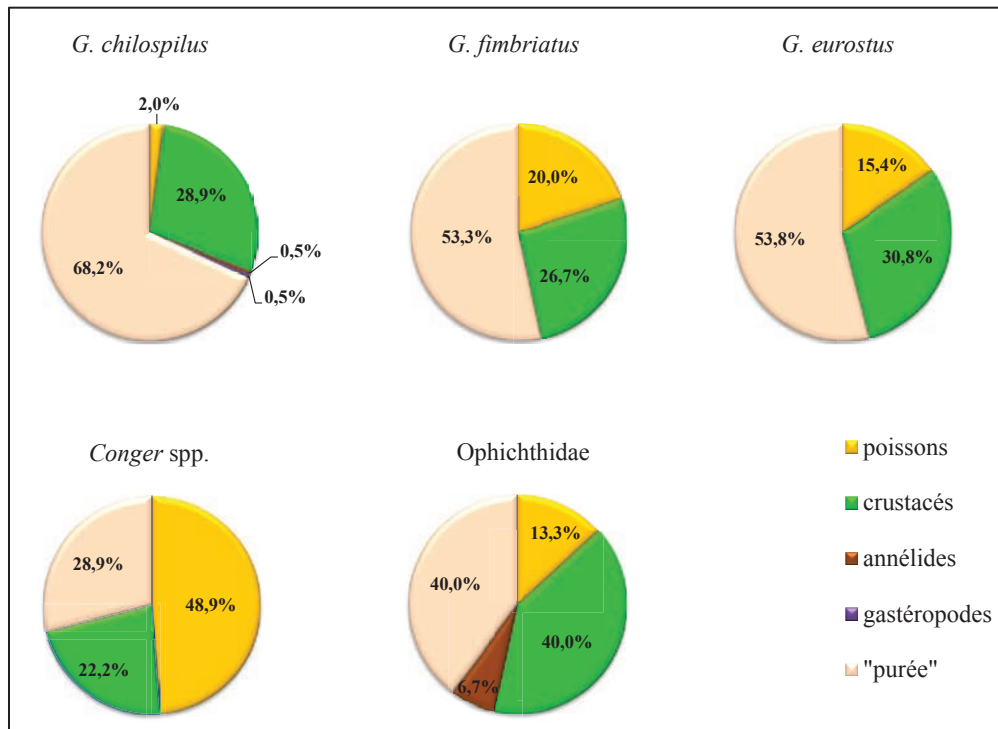 G. chilospilus
G. fimbriatus
G. eurostus
2,0%
28,9%
0,5%
0,5%
68,2%
20,0%
26,7%
53,3%
15,4%
30,8%
53,8%
Conger spp.
Ophichthidae
48,9%
22,2%
28,9%
13,3%
40,0%
6,7%
40,0%
poissons
crustacés
annélides
gastéropodes
"purée"